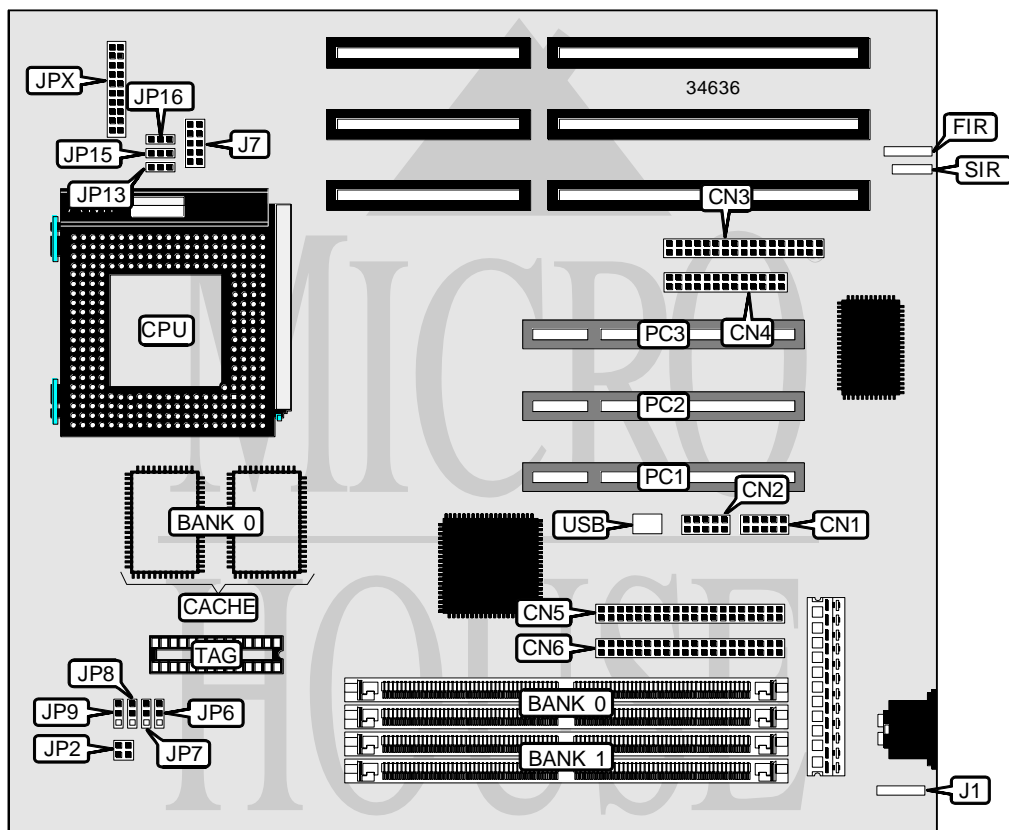 JPX
JP16
J7
JP15
JP13
34636
FIR
SIR
CN3
CN4
CPU
PC3
PC2
PC1
CN2
CN1
USB
BANK 0
CACHE
CN5
CN6
TAG
JP8
JP9
JP6
JP7
JP2
BANK 0
BANK 1
J1
MICRO
HOUSE